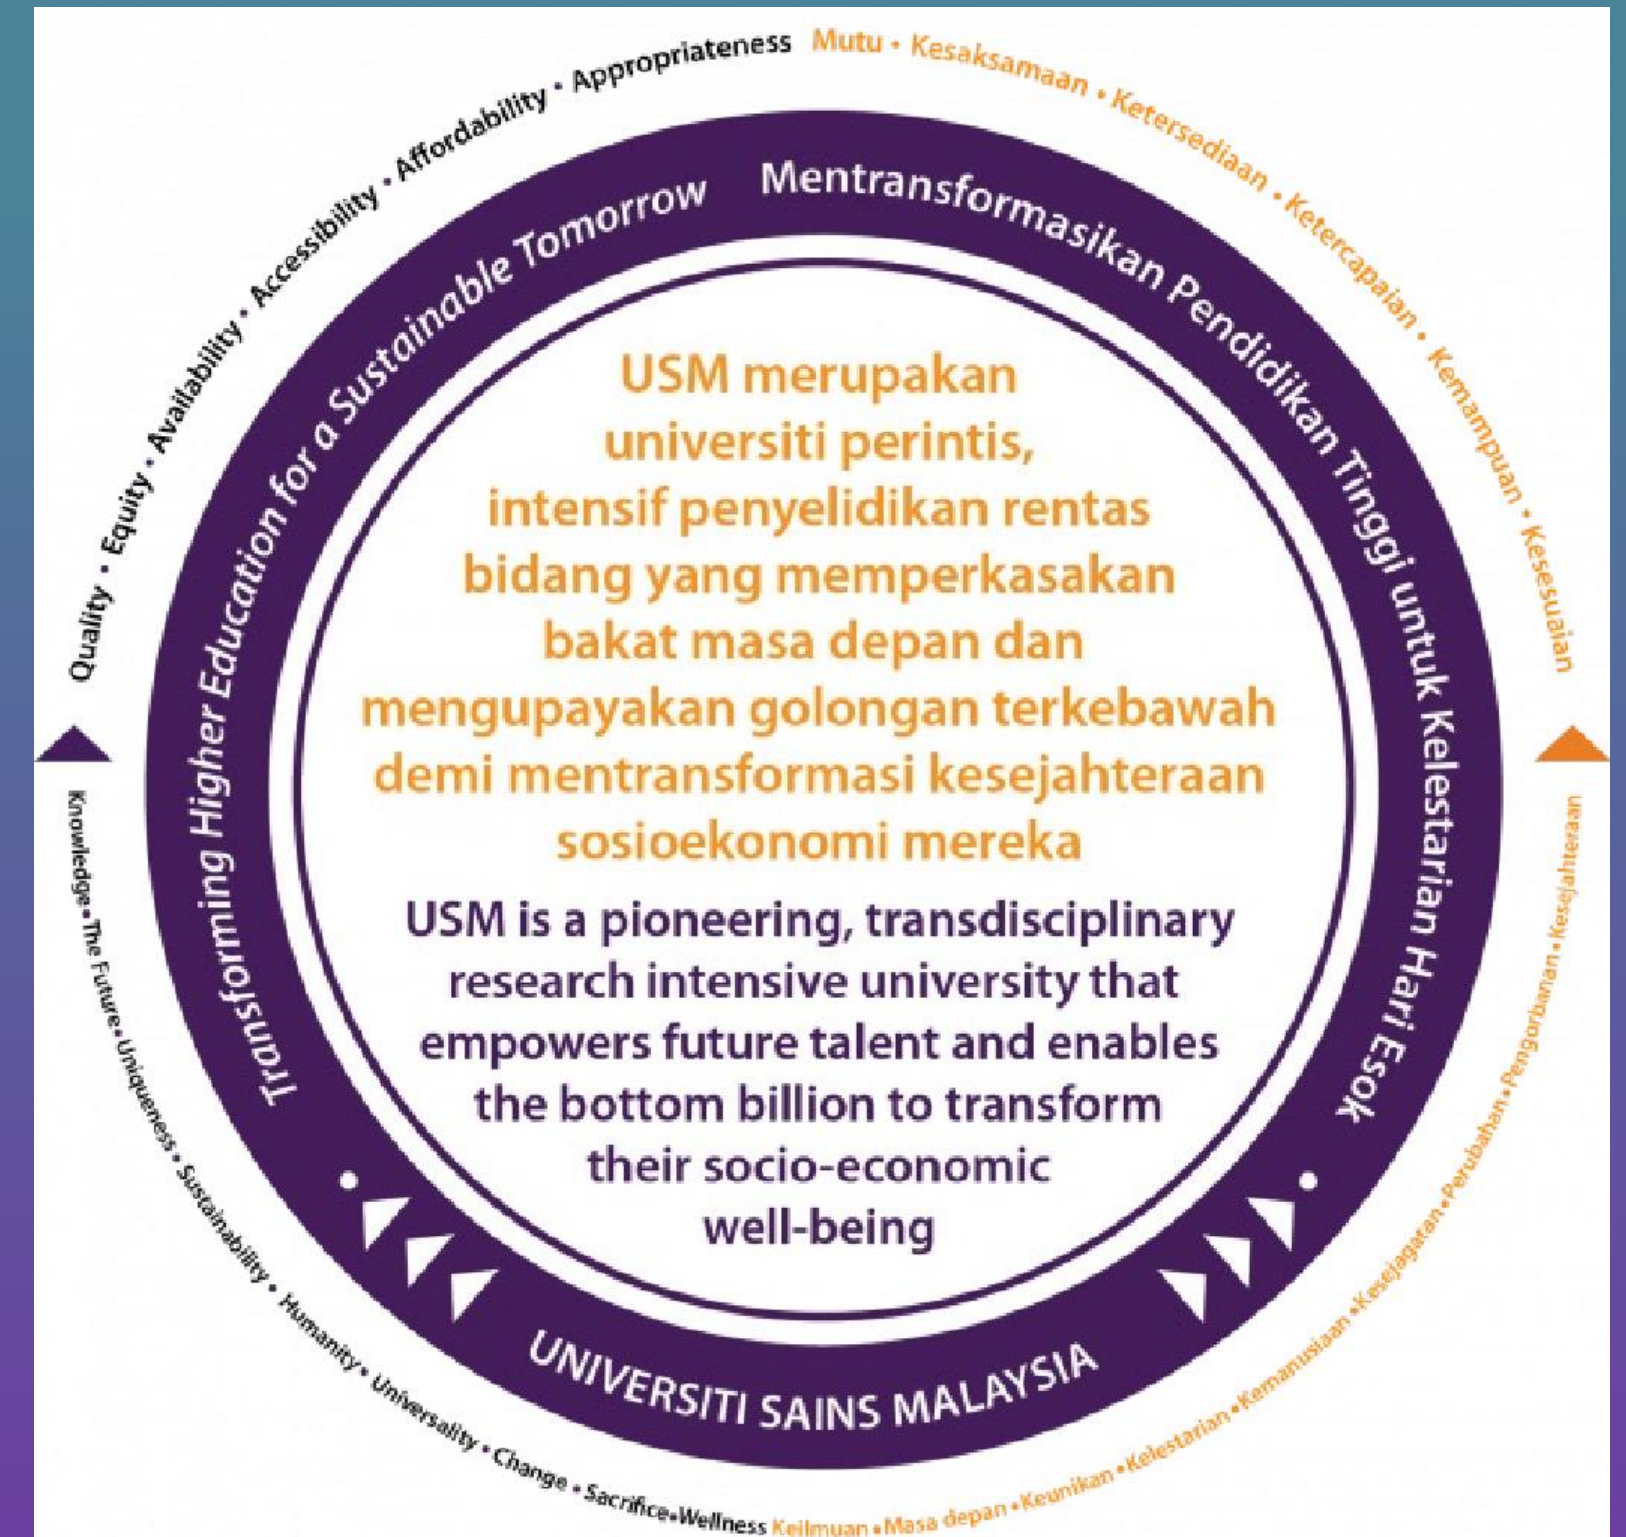 Quality • Equity • Availability • Accessibility • Affordability • Appropriateness
Mutu • Kesaksamaan • Ketersediaan • Ketercapaian • Kemampuan • Kesesuaian
Transforming Higher Education for a Sustainable Tomorrow
Mentransformasikan Pendidikan Tinggi untuk Kelestarian Hari Esok
USM merupakan
universiti perintis,
intensif penyelidikan rentas
bidang yang memperkasakan
bakat masa depan dan
mengupayakan golongan terkebawah
demi mentransformasi kesejahteraan
sosioekonomi mereka
USM is a pioneering, transdisciplinary
research intensive university that
empowers future talent and enables
the bottom billion to transform
their socio-economic
well-being
UNIVERSITI SAINS MALAYSIA
Knowledge • The Future • Uniqueness • Sustainability • Humanity • Universality • Change • Sacrifice • Wellness
Keilmuan • Masa depan • Keunikan • Kelestarian • Kemanusiaan • Kesejagatan • Perubahan • Pengorbanan • Kesejahteraan